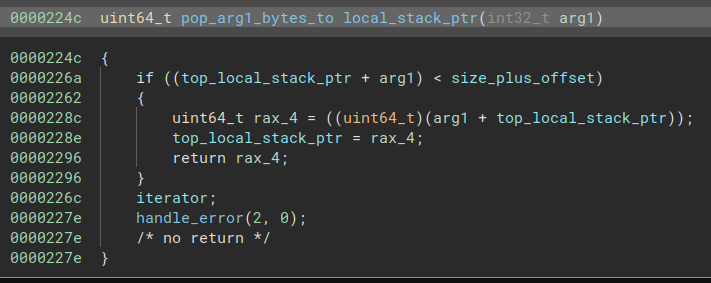 0000224c uint64_t pop_arg1_bytes_to local_stack_ptr(int32_t arg1)
0000224c {
0000226a if ((top_local_stack_ptr + arg1) < size_plus_offset)
00002262 {
0000228c uint64_t rax_4 = ((uint64_t)(arg1 + top_local_stack_ptr));
0000228e top_local_stack_ptr = rax_4;
00002296 return rax_4;
00002296 }
0000226c iterator;
0000227e handle_error(2, 0);
0000227e /* no return */
0000227e }